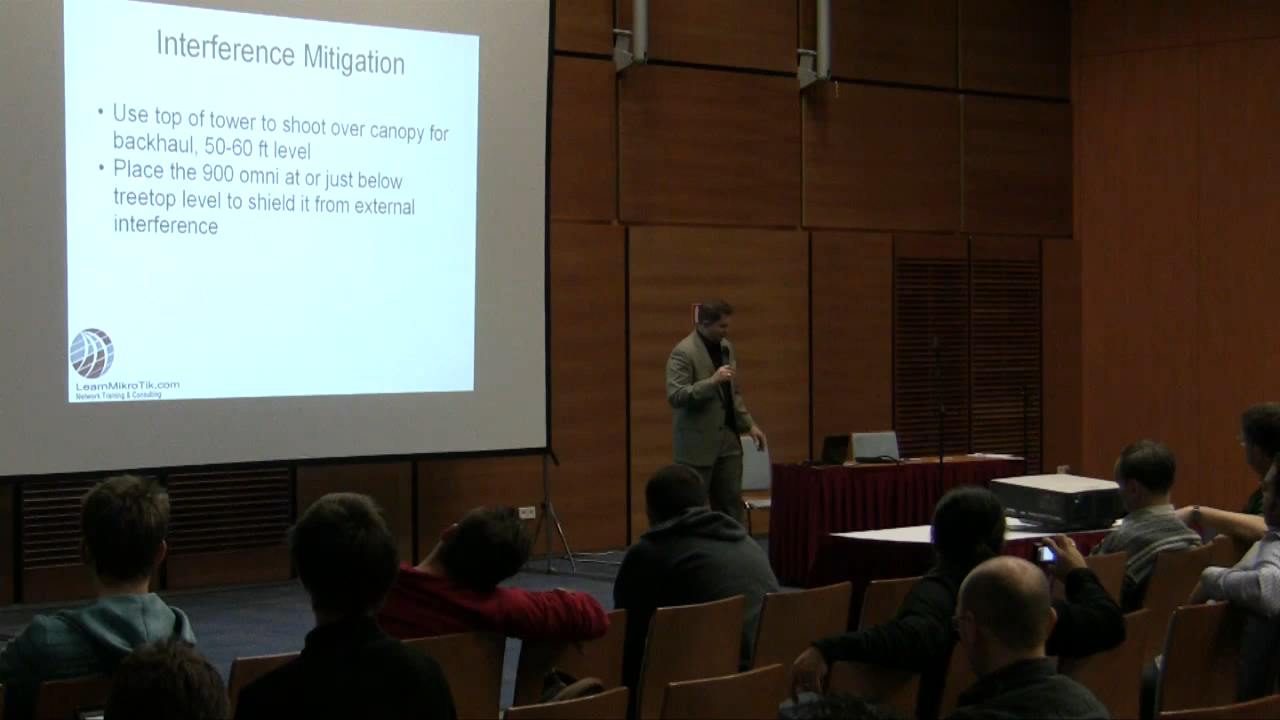 Interference Mitigation
• Use top of tower to shoot over canopy for
backhaul, 50-60 ft level
• Place the 900 omni at or just below
treetop level to shield it from external
interference
LearnMikroTik.com
Network Training & Consulting